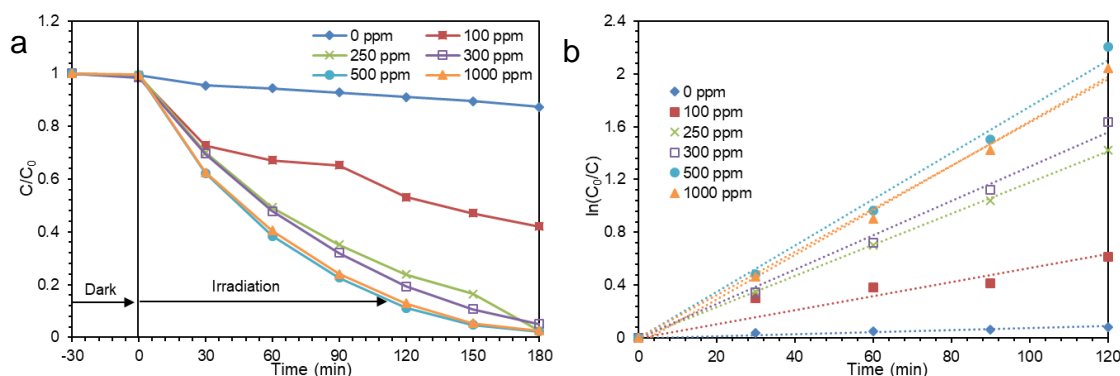 a
1.2
1
0.8
0.6
0.4
0.2
0
C/C0
0 ppm
100 ppm
250 ppm
300 ppm
500 ppm
1000 ppm
Dark
Irradiation
-30
0
30
60
90
120
150
180
Time (min)
b
2.4
2
1.6
1.2
0.8
0.4
0
ln(C0/C)
0 ppm
100 ppm
250 ppm
300 ppm
500 ppm
1000 ppm
0
20
40
60
80
100
120
Time (min)